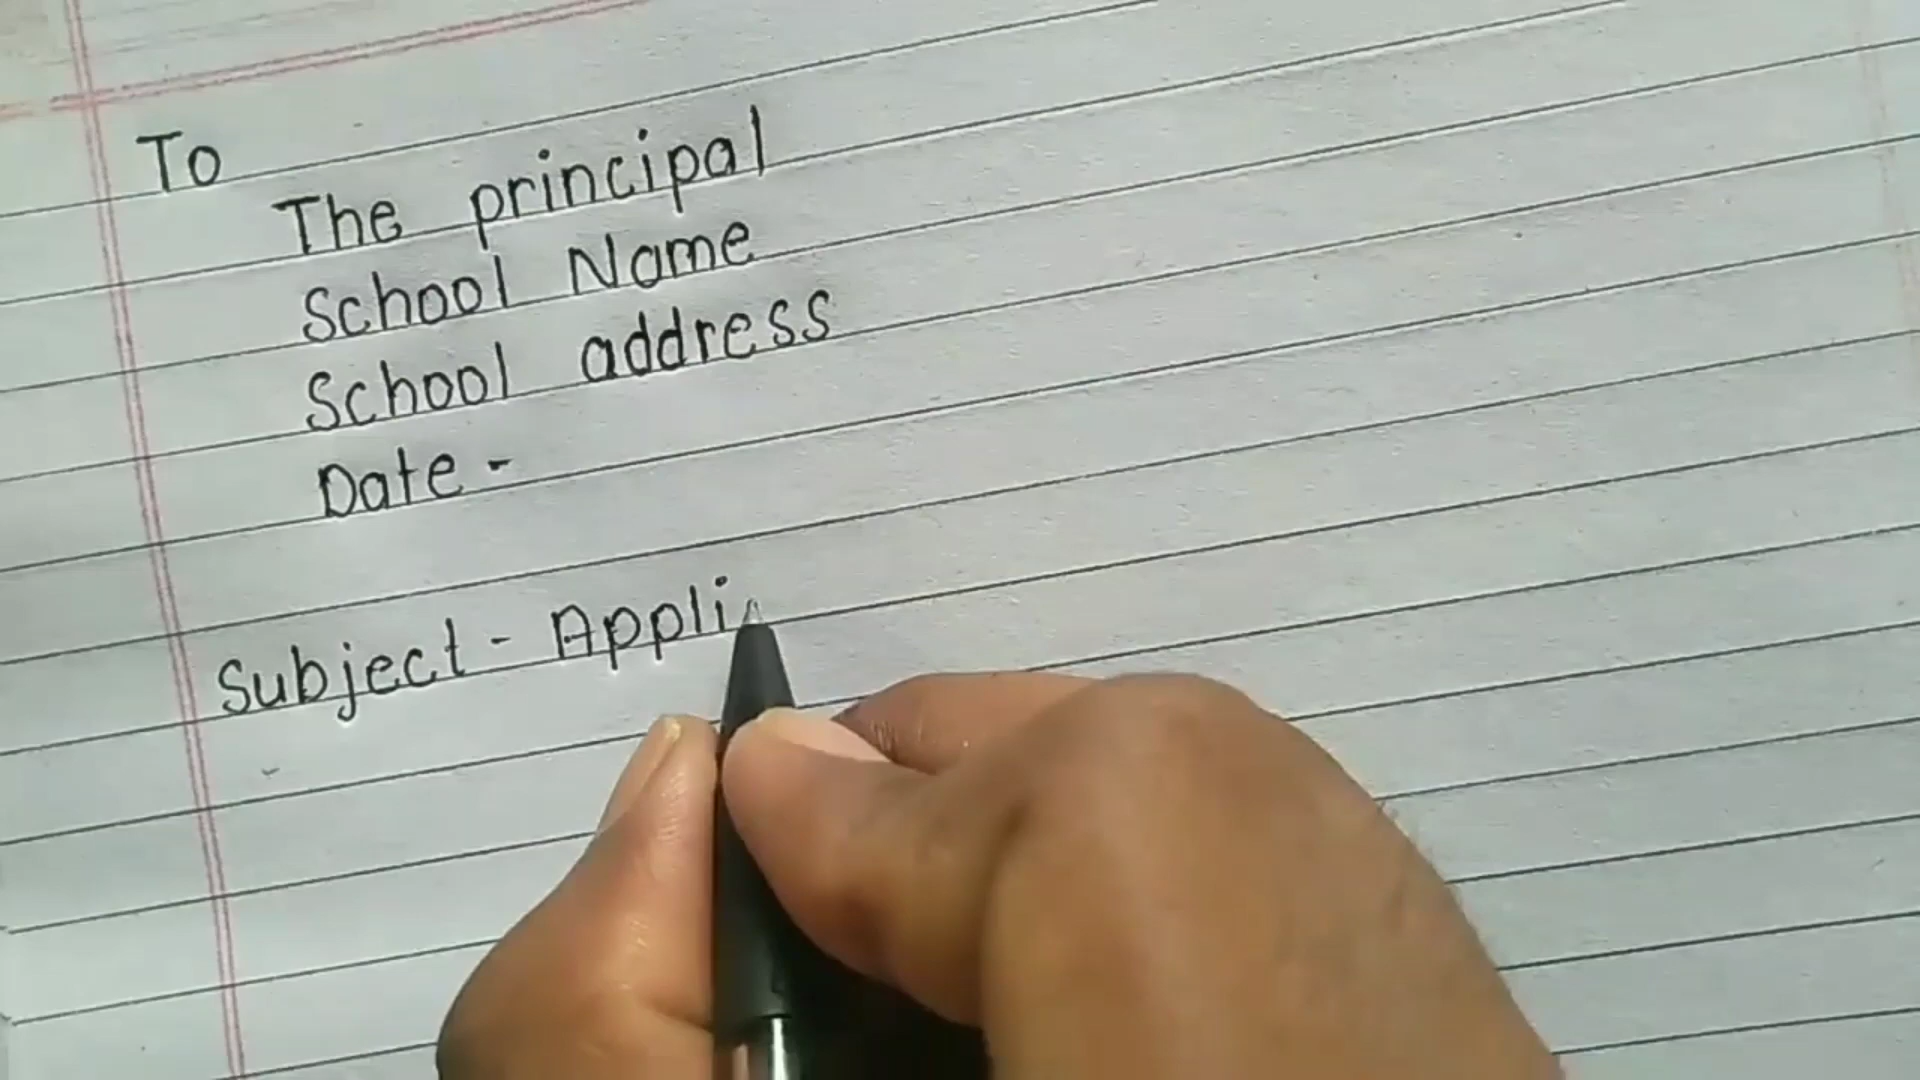 To
The principal
School Name
School address
Date -
Subject - Appli